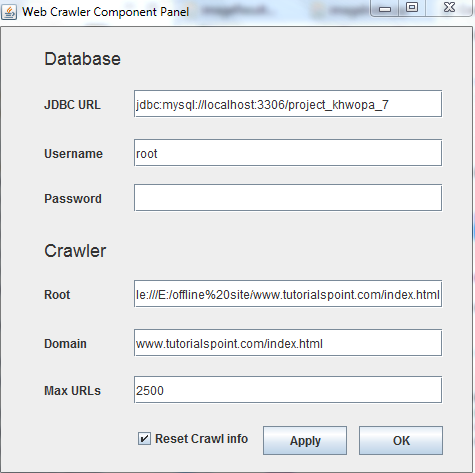 Web Crawler Component Panel
Database
JDBC URL jdbc:mysql://localhost:3306/project_khwopa_7
Username root
Password
Crawler
Root le:///E:/offline%20site/www.tutorialspoint.com/index.html
Domain www.tutorialspoint.com/index.html
Max URLs 2500
Reset Crawl info Apply OK